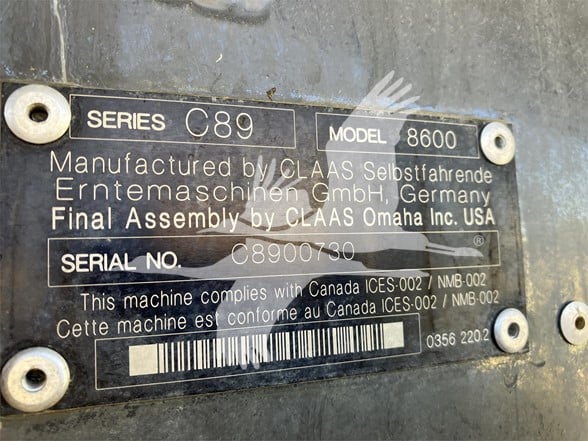 SERIES C89 MODEL 8600
Manufactured by CLAAS Selbstfahrende
Erntemaschinen GmbH, Germany
Final Assembly by CLAAS Omaha Inc. USA
SERIAL NO. C8900730
®
This machine complies with Canada ICES-002 / NMB-002
Cette machine est conforme au Canada ICES-002 / NMB-002
0356 220.2